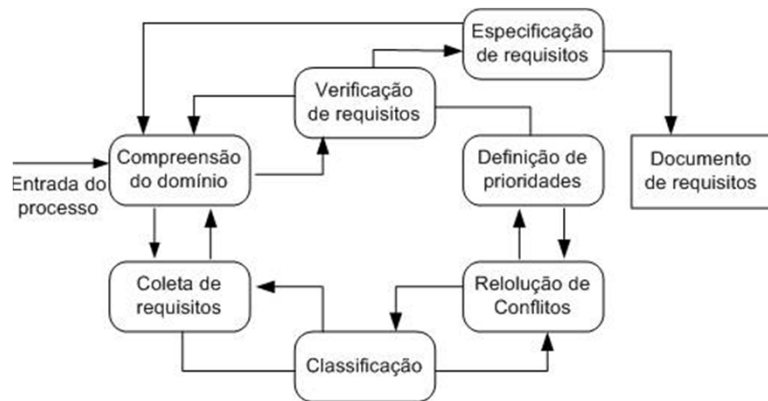 Especificação
de requisitos
Verificação
de requisitos
Compreensão
do domínio
Definição de
prioridades
Documento
de requisitos
Entrada do
processo
Coleta de
requisitos
Relolução de
Conflitos
Classificação